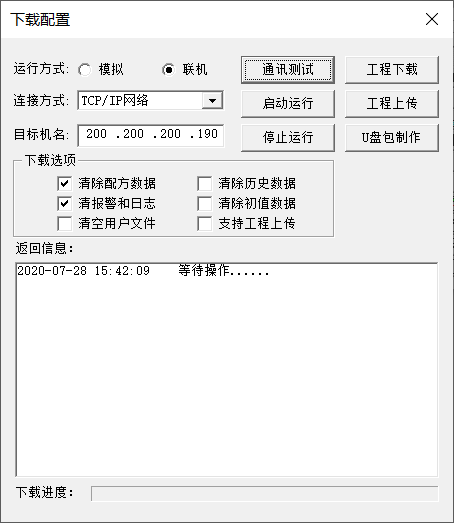 下载配置
运行方式: 模拟 联机 通讯测试 工程下载
连接方式: TCP/IP网络 启动运行 工程上传
目标机名: 200 .200 .200 .190 停止运行 U盘包制作
下载选项
清除配方数据 清除历史数据
清报警和日志 清除初值数据
清空用户文件 支持工程上传
返回信息:
2020-07-28 15:42:09 等待操作......
下载进度: